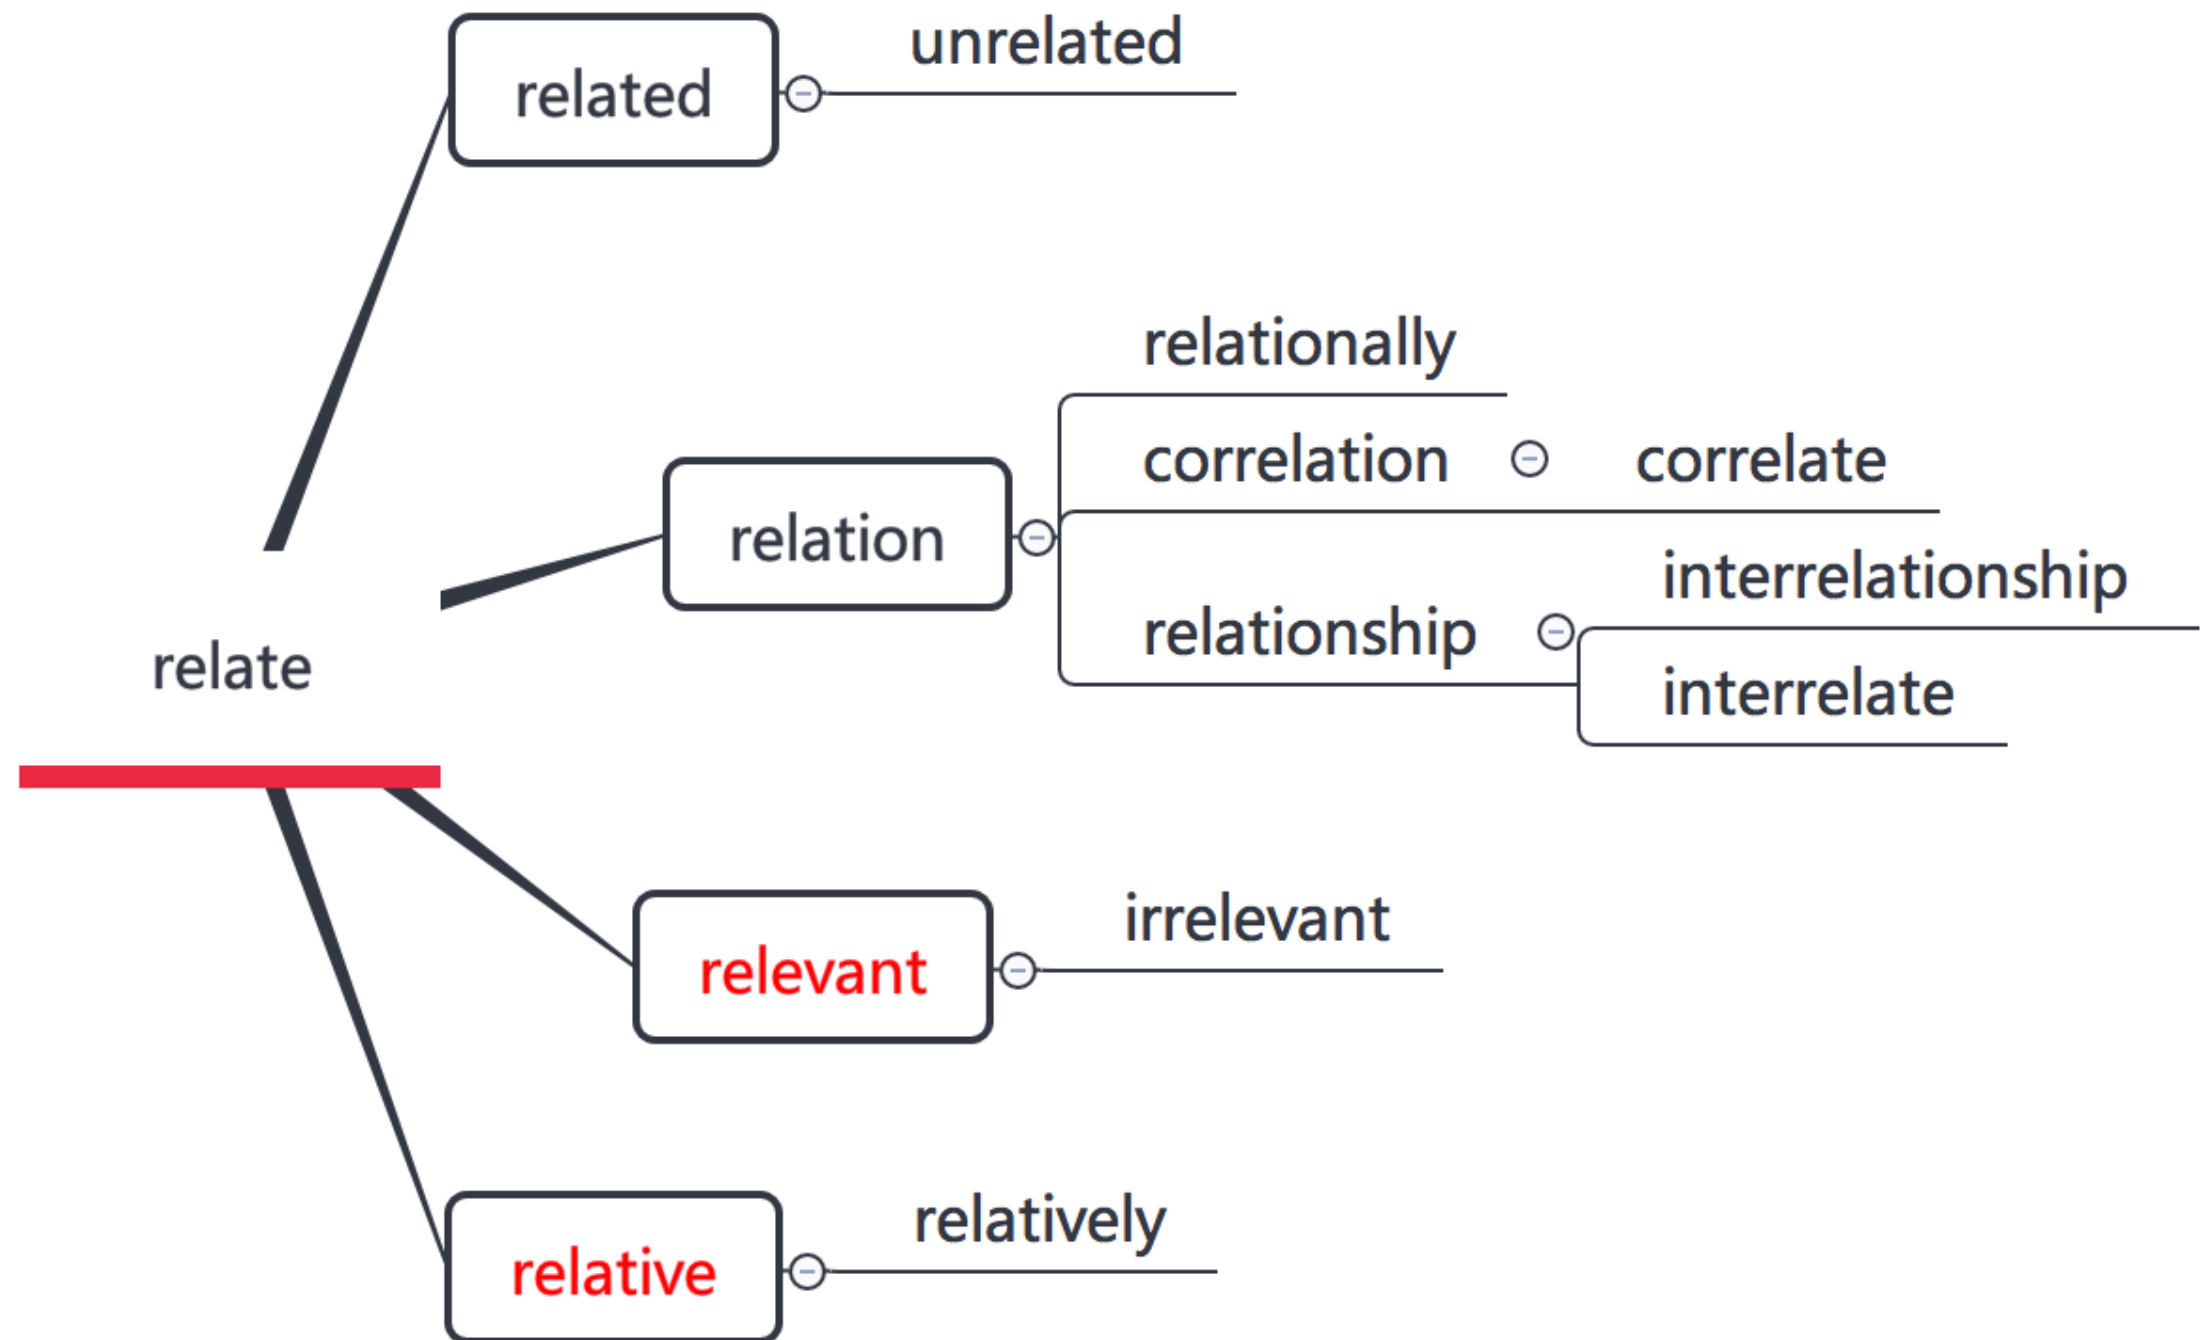 unrelated
related
relationally
correlation correlate
relation
interrelationship
relationship
relate
interrelate
irrelevant
relevant
relatively
relative